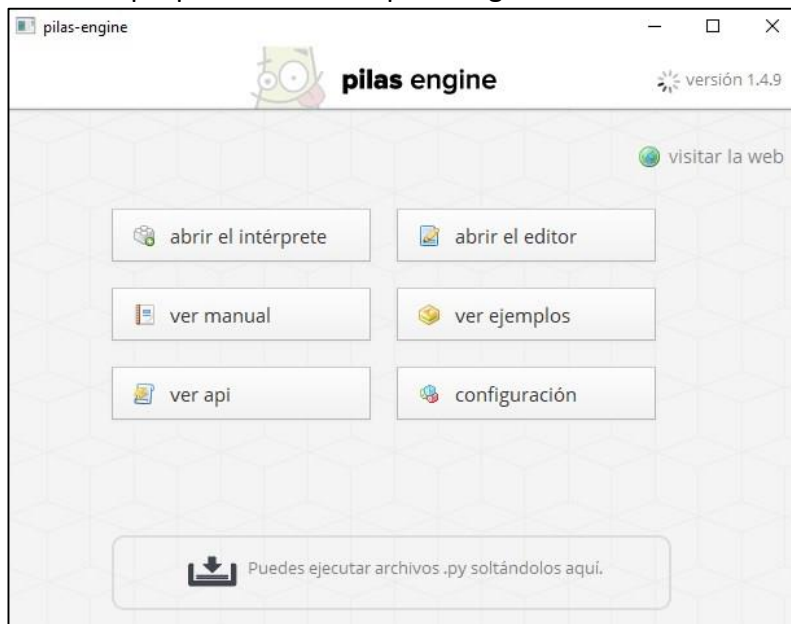 pilas-engine
pilas engine
versión 1.4.9
visitar la web
abrir el intérprete
abrir el editor
ver manual
ver ejemplos
ver api
configuración
Puedes ejecutar archivos .py soltándolos aquí.